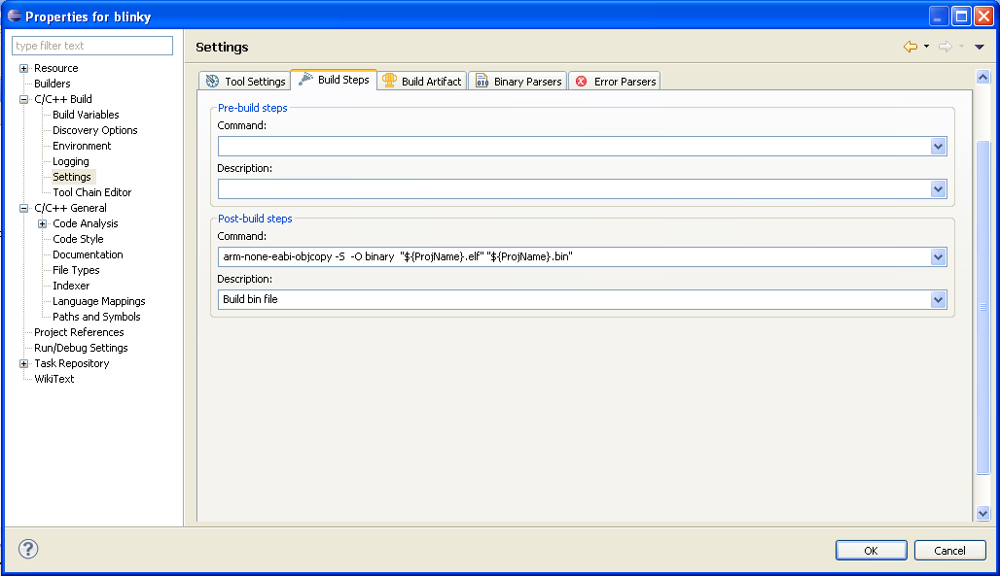 Properties for blinky
type filter text
Resource
Builders
C/C++ Build
Build Variables
Discovery Options
Environment
Logging
Settings
Tool Chain Editor
C/C++ General
Code Analysis
Code Style
Documentation
File Types
Indexer
Language Mappings
Paths and Symbols
Project References
Run/Debug Settings
Task Repository
WikiText
Settings
Tool Settings Build Steps Build Artifact Binary Parsers Error Parsers
Pre-build steps
Command:
Description:
Post-build steps
Command:
arm-none-eabi-objcopy -S  -O binary  "${ProjName}.elf" "${ProjName}.bin"
Description:
Build bin file
OK Cancel